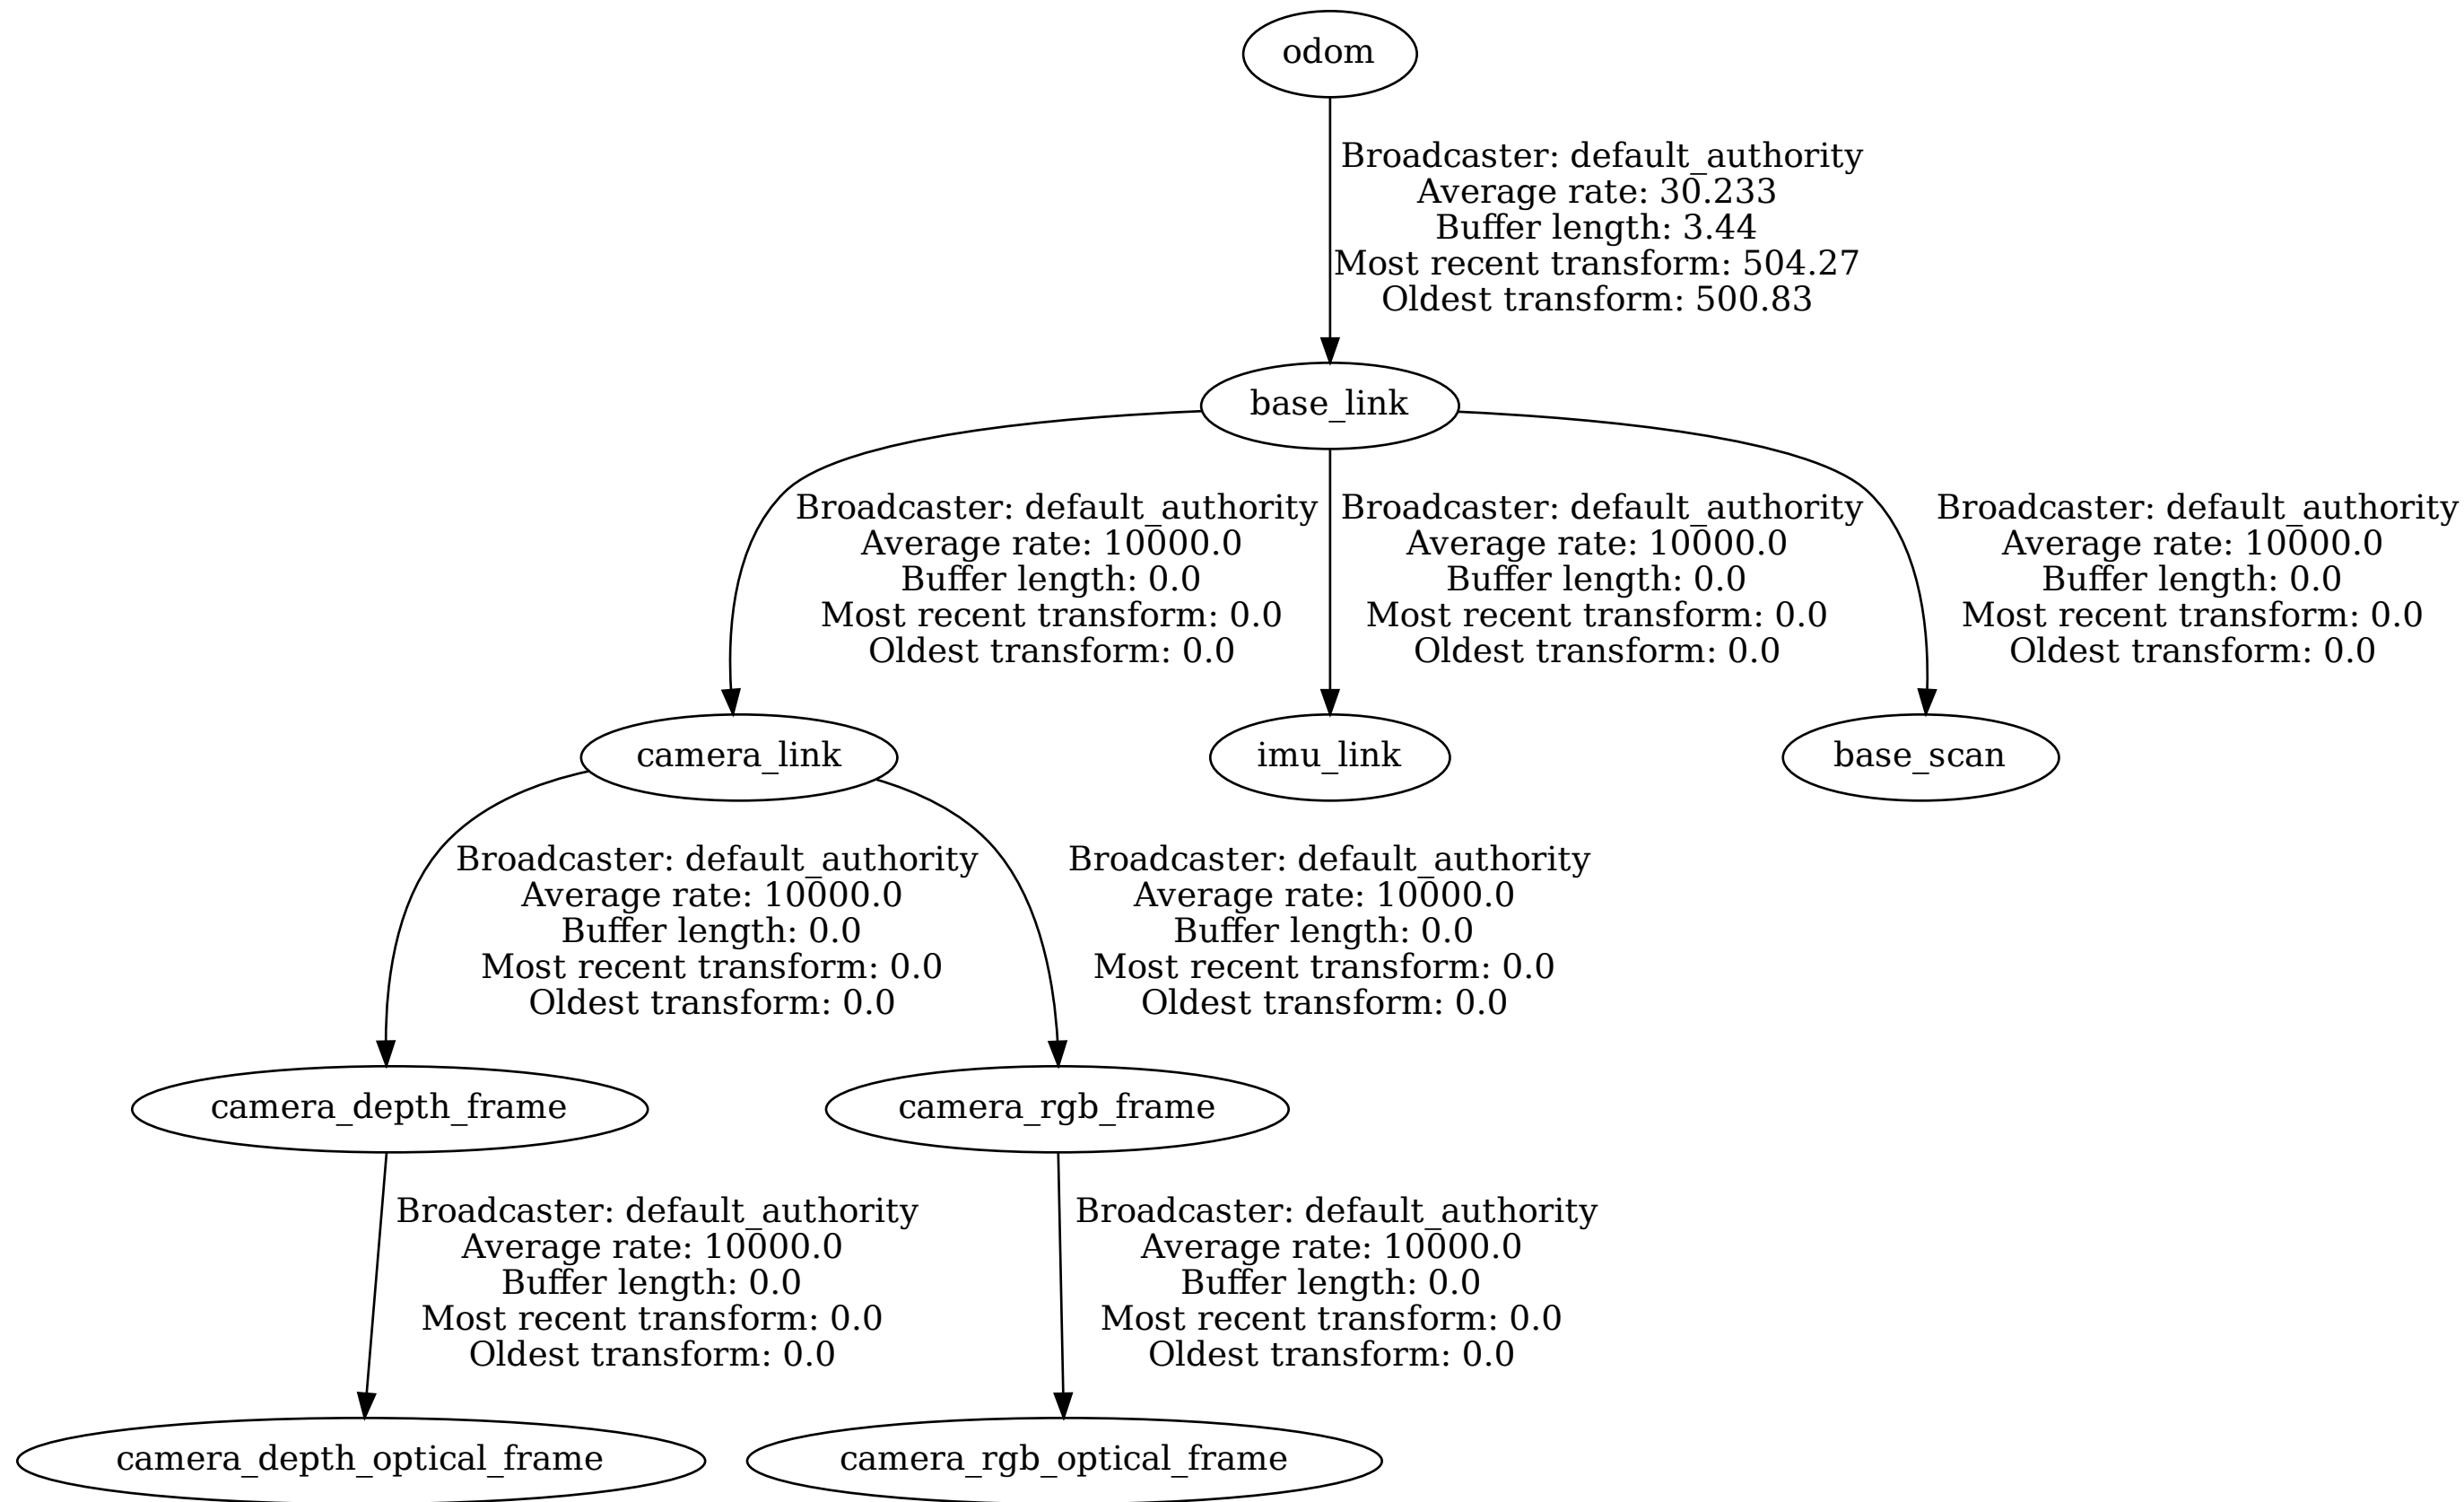 odom
Broadcaster: default_authority
Average rate: 30.233
Buffer length: 3.44
Most recent transform: 504.27
Oldest transform: 500.83
base_link
Broadcaster: default_authority
Average rate: 10000.0
Buffer length: 0.0
Most recent transform: 0.0
Oldest transform: 0.0
Broadcaster: default_authority
Average rate: 10000.0
Buffer length: 0.0
Most recent transform: 0.0
Oldest transform: 0.0
Broadcaster: default_authority
Average rate: 10000.0
Buffer length: 0.0
Most recent transform: 0.0
Oldest transform: 0.0
camera_link
imu_link
base_scan
Broadcaster: default_authority
Average rate: 10000.0
Buffer length: 0.0
Most recent transform: 0.0
Oldest transform: 0.0
Broadcaster: default_authority
Average rate: 10000.0
Buffer length: 0.0
Most recent transform: 0.0
Oldest transform: 0.0
camera_depth_frame
camera_rgb_frame
Broadcaster: default_authority
Average rate: 10000.0
Buffer length: 0.0
Most recent transform: 0.0
Oldest transform: 0.0
Broadcaster: default_authority
Average rate: 10000.0
Buffer length: 0.0
Most recent transform: 0.0
Oldest transform: 0.0
camera_depth_optical_frame
camera_rgb_optical_frame